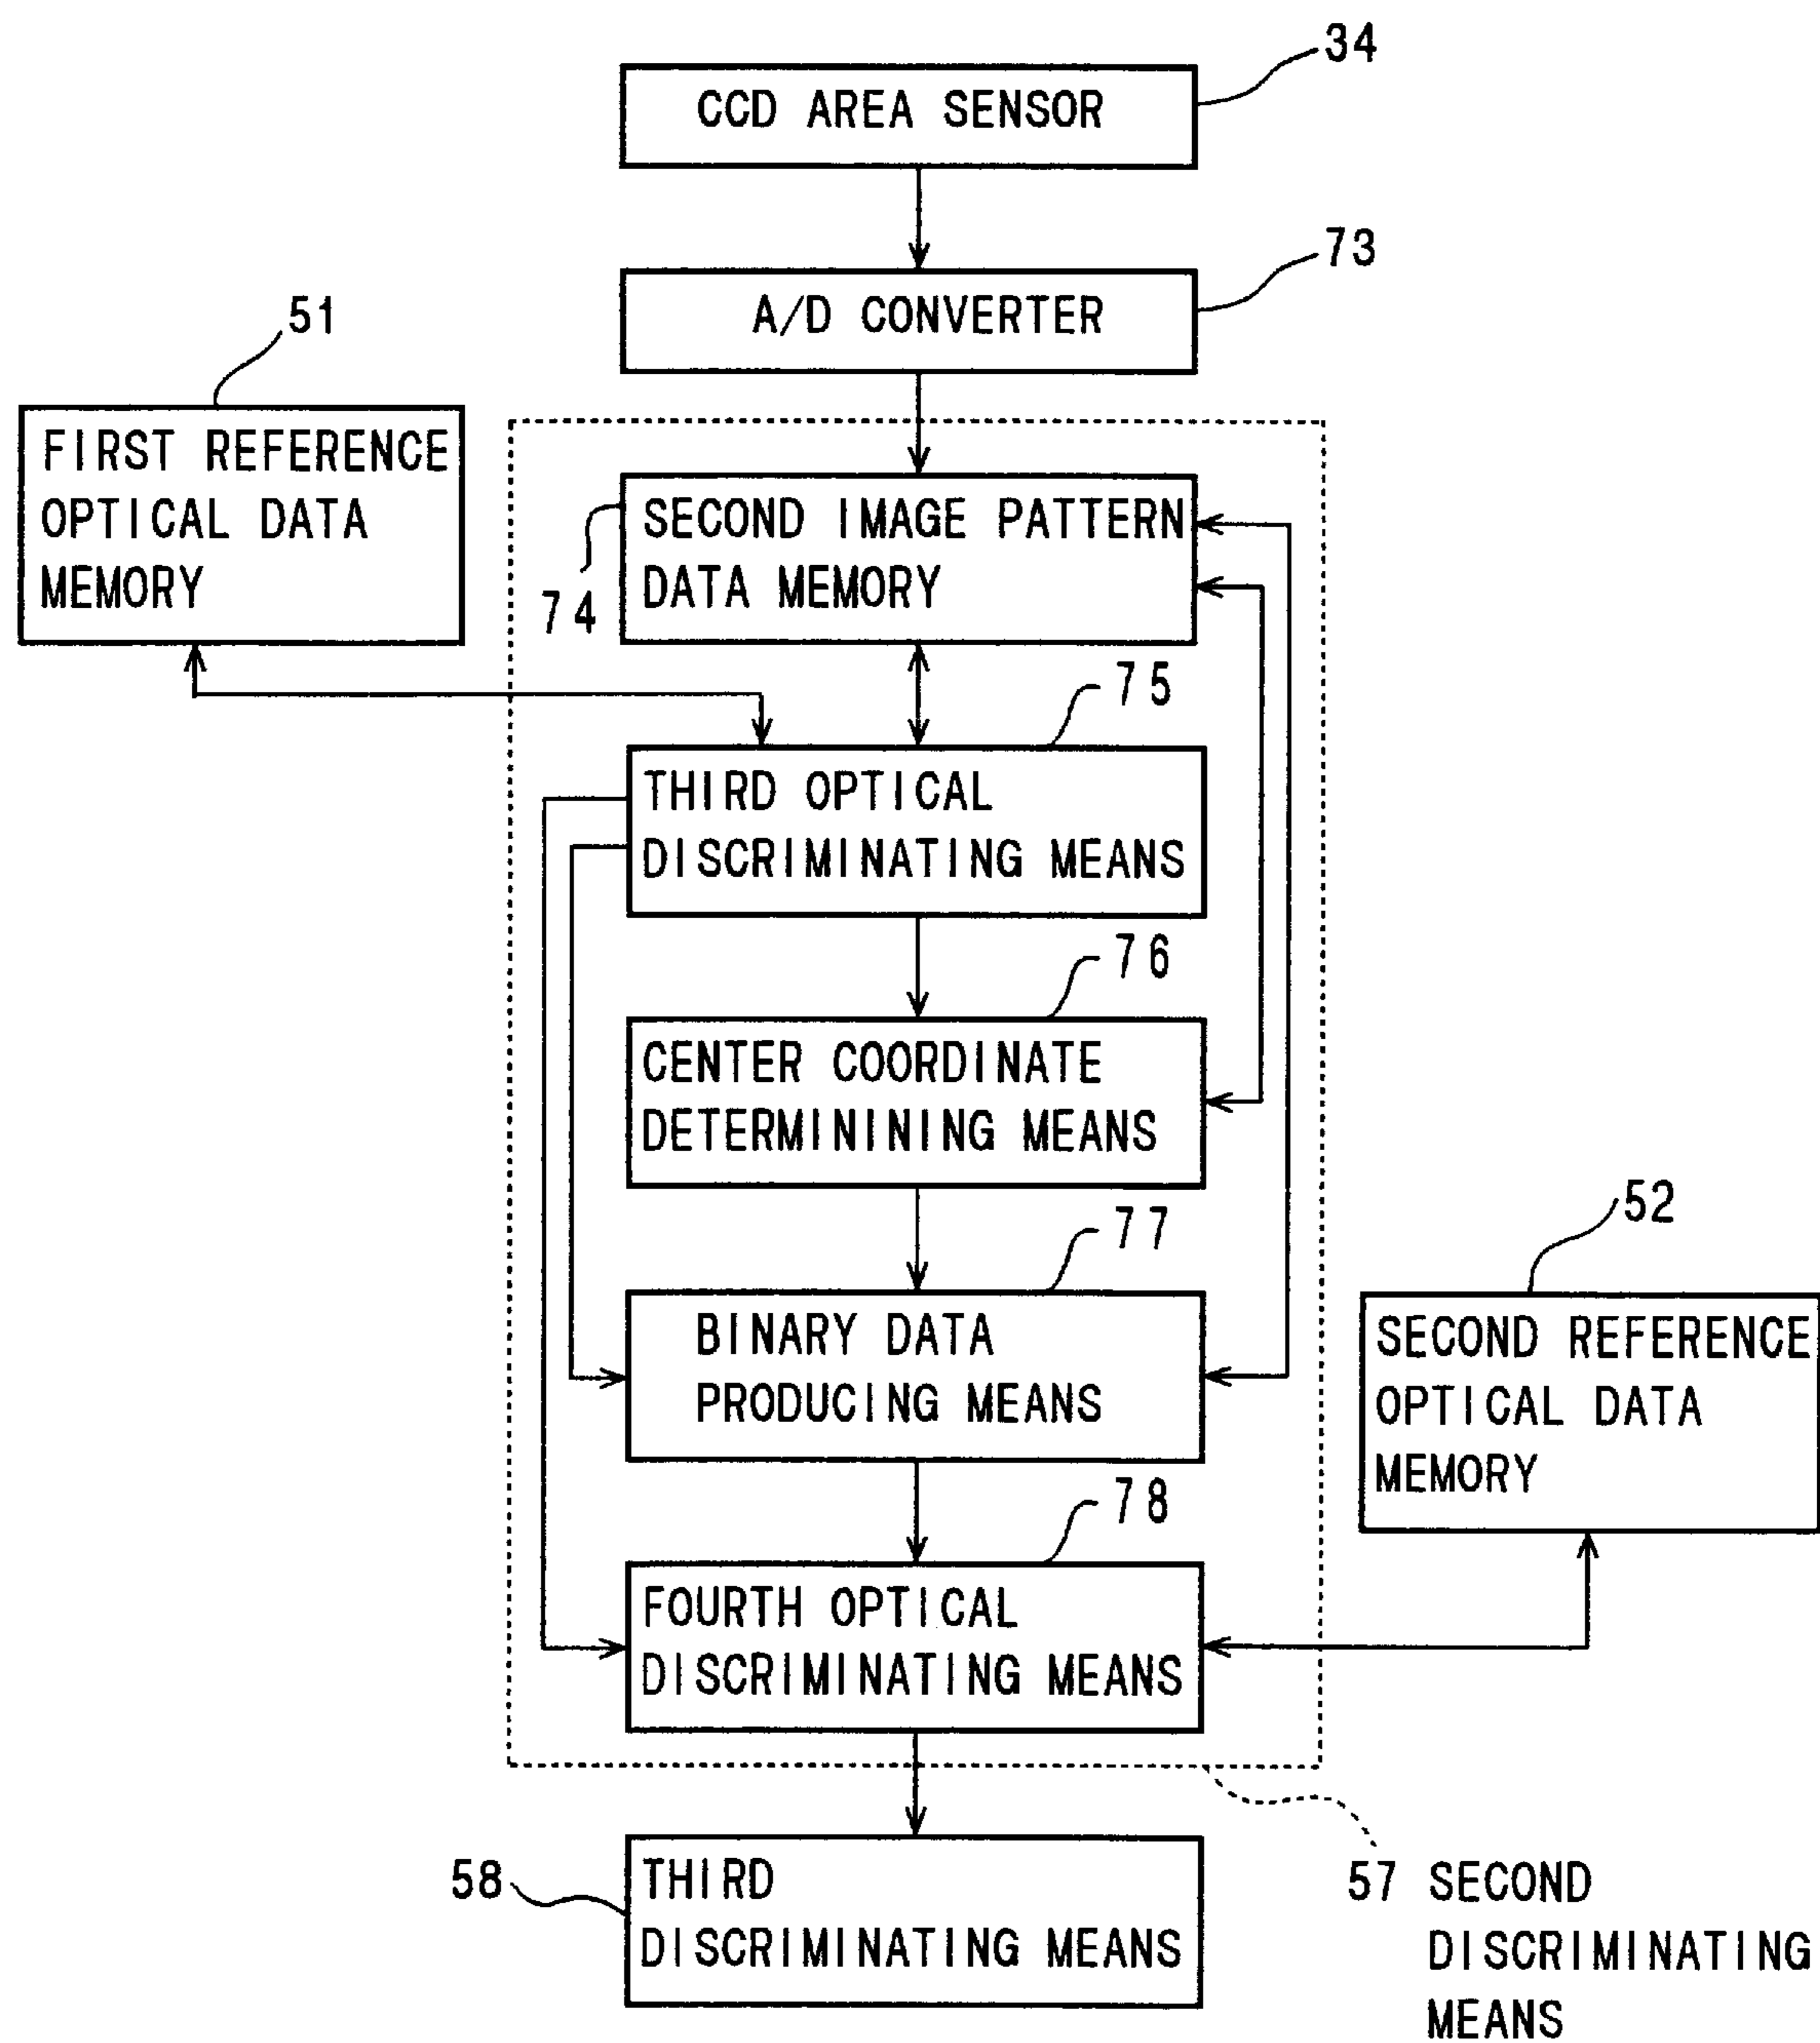 34
CCD AREA SENSOR
73
A/D CONVERTER
51
FIRST REFERENCE
OPTICAL DATA
MEMORY
SECOND IMAGE PATTERN
DATA MEMORY
74
75
THIRD OPTICAL
DISCRIMINATING MEANS
76
CENTER COORDINATE
DETERMINING MEANS
77
BINARY DATA
PRODUCING MEANS
52
SECOND REFERENCE
OPTICAL DATA
MEMORY
78
FOURTH OPTICAL
DISCRIMINATING MEANS
58
THIRD
DISCRIMINATING MEANS
57 SECOND
DISCRIMINATING
MEANS